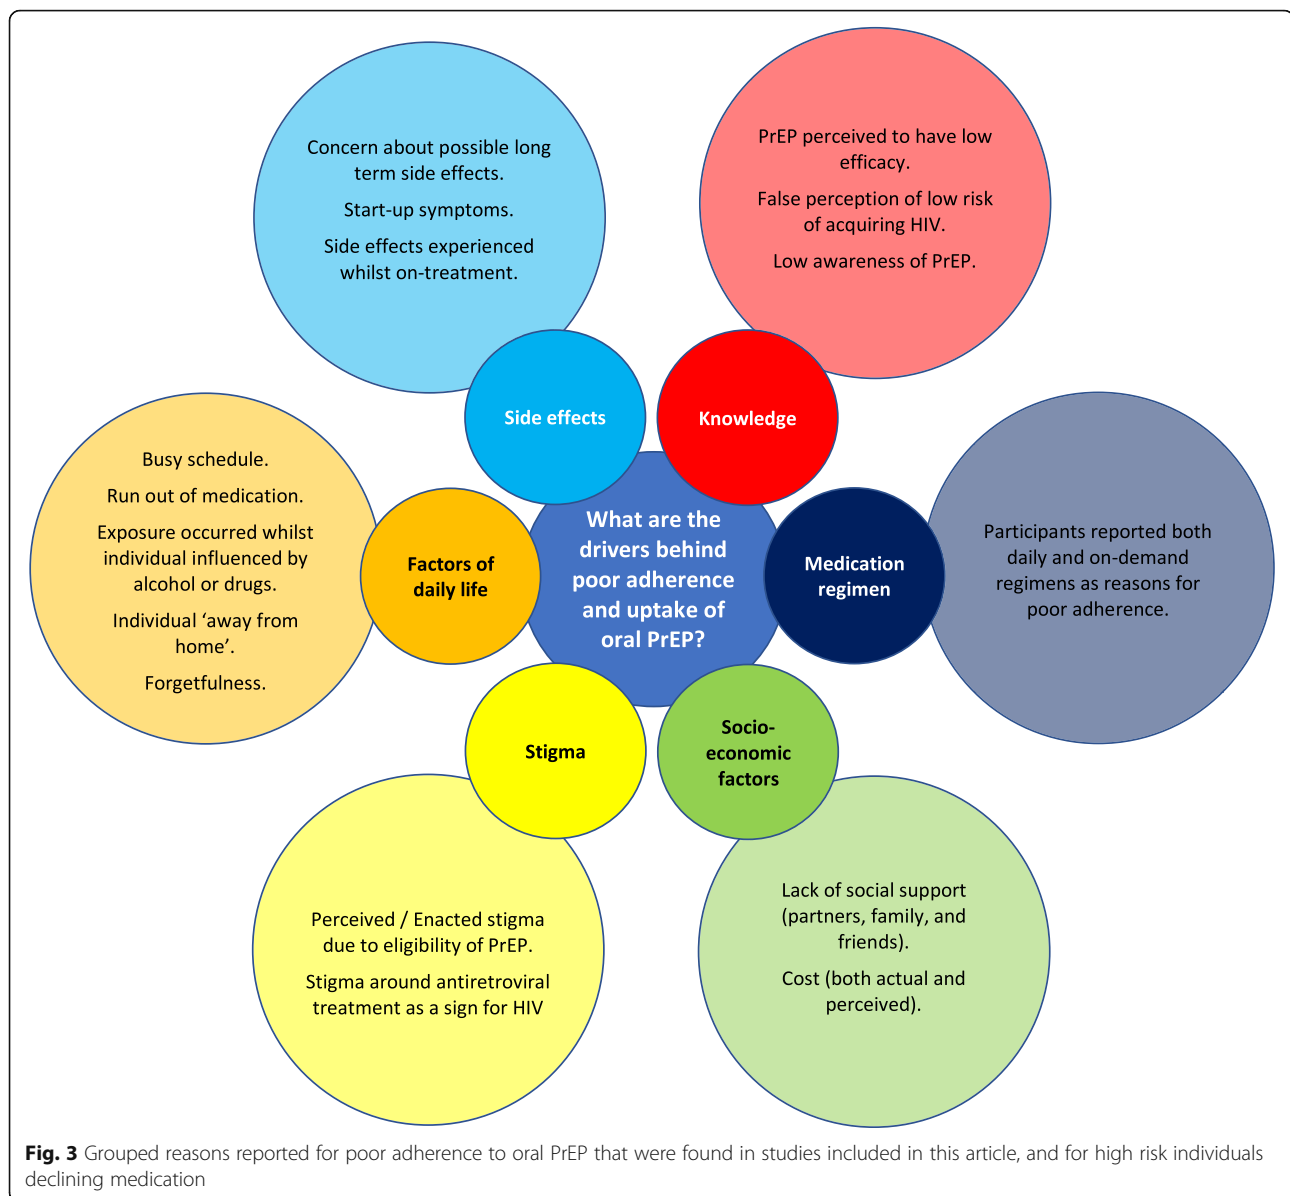 Concern about possible long
term side effects.
Start-up symptoms.
Side effects experienced
whilst on-treatment.
PrEP perceived to have low
efficacy.
False perception of low risk
of acquiring HIV.
Low awareness of PrEP.
Side effects
Knowledge
Busy schedule.
Run out of medication.
Exposure occurred whilst
individual influenced by
alcohol or drugs.
Individual ‘away from
home’.
Forgetfulness.
Factors of
daily life
What are the
drivers behind
poor adherence
and uptake of
oral PrEP?
Medication
regimen
Participants reported both
daily and on-demand
regimens as reasons for
poor adherence.
Stigma
Socio-
economic
factors
Perceived / Enacted stigma
due to eligibility of PrEP.
Stigma around antiretroviral
treatment as a sign for HIV
Lack of social support
(partners, family, and
friends).
Cost (both actual and
perceived).
Fig. 3 Grouped reasons reported for poor adherence to oral PrEP that were found in studies included in this article, and for high risk individuals
declining medication